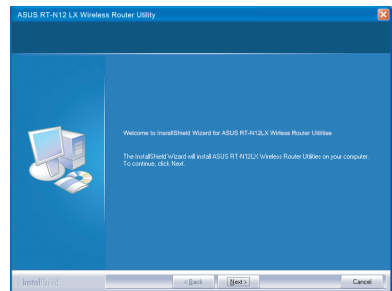 ASUS RT-N12 LX Wireless Router Utility
Welcome to InstallShield Wizard for ASUS RT-N12LX Wireless Router Utilities
The InstallShield Wizard will install ASUS RT-N12LX Wireless Router Utilities on your computer.
To continue, click Next.
InstallShield
< Back
Next >
Cancel